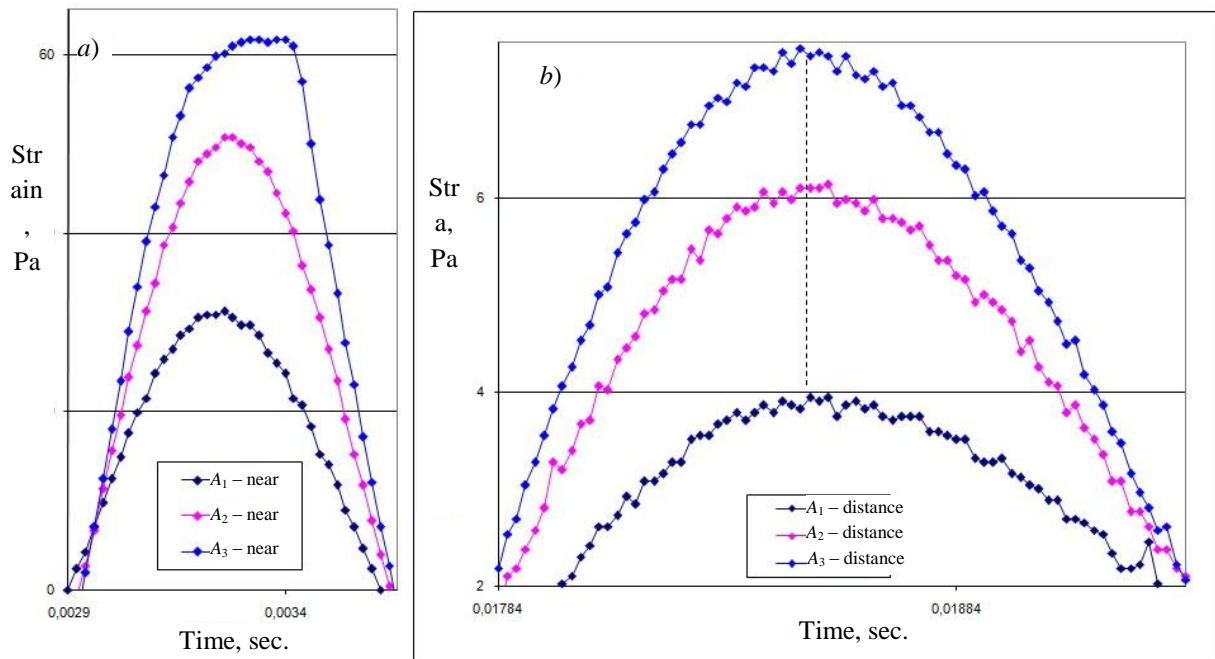 a)
60
Str
ain
,
Pa
A₁ – near
A₂ – near
A₃ – near
0
0,0029
0,0034
Time, sec.
b)
Str
a,
Pa
6
4
A₁ – distance
A₂ – distance
A₃ – distance
2
0,01784
0,01884
Time, sec.